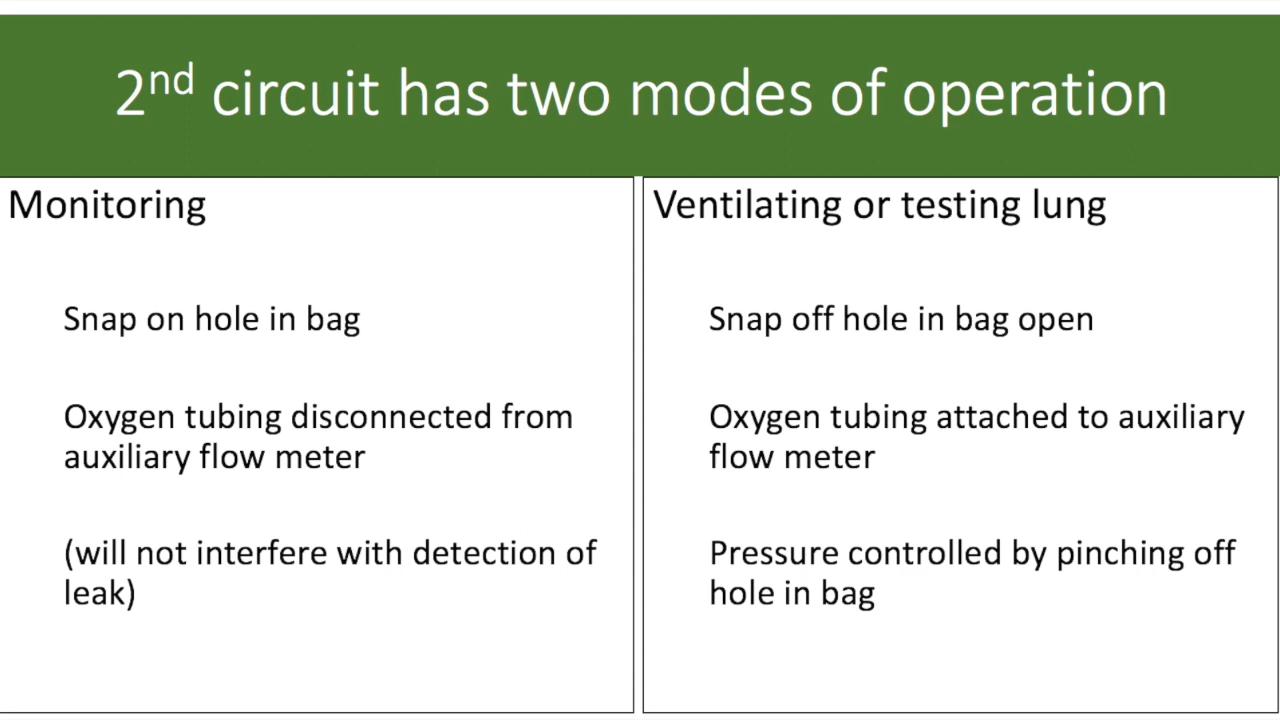 2nd circuit has two modes of operation
Monitoring
Snap on hole in bag
Oxygen tubing disconnected from
auxiliary flow meter
(will not interfere with detection of
leak)
Ventilating or testing lung
Snap off hole in bag open
Oxygen tubing attached to auxiliary
flow meter
Pressure controlled by pinching off
hole in bag